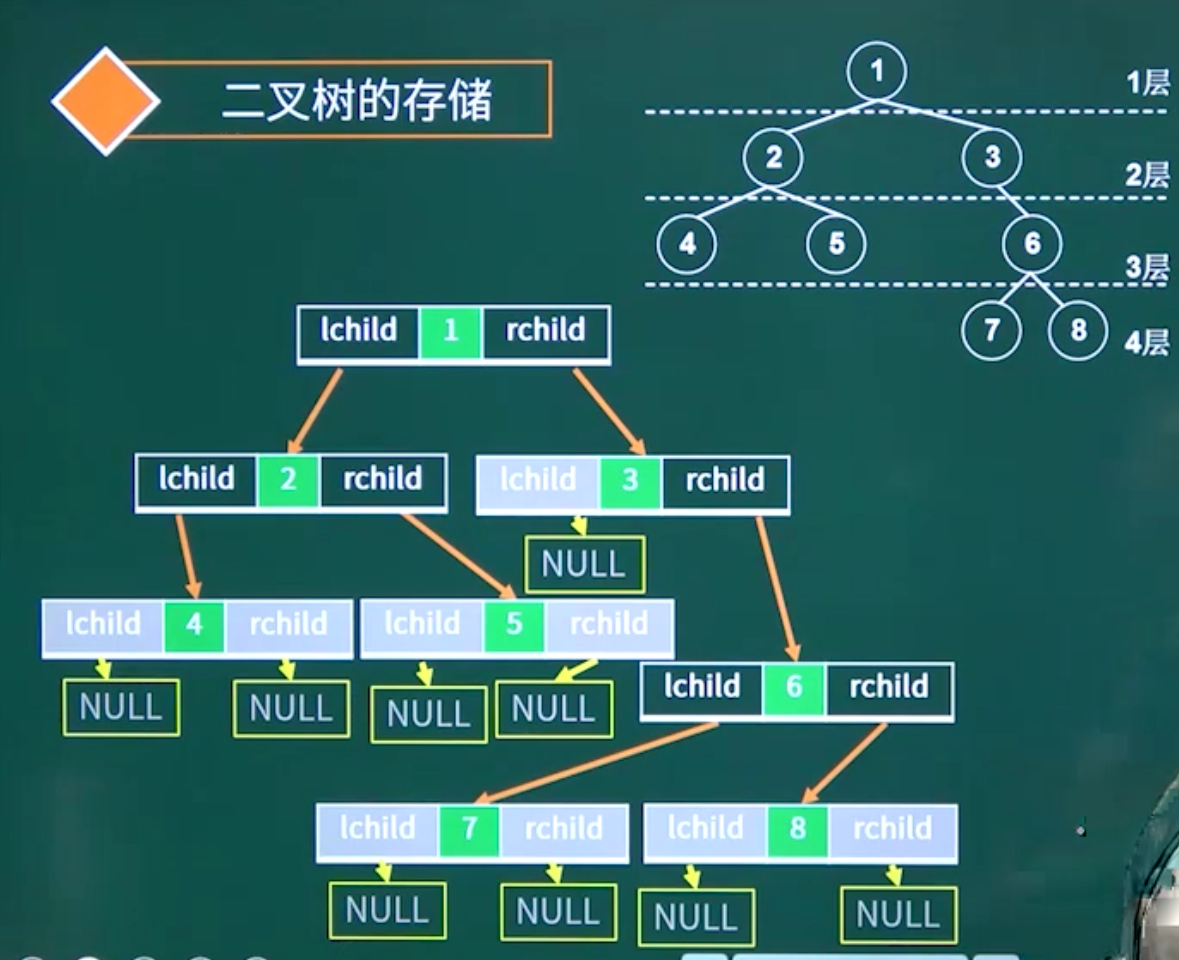 二叉树的存储
1
1层
2
3
2层
4
5
6
3层
7
8
4层
lchild 1 rchild
lchild 2 rchild
lchild 3 rchild
NULL
lchild 4 rchild
lchild 5 rchild
NULL
NULL
NULL
NULL
lchild 6 rchild
lchild 7 rchild
lchild 8 rchild
NULL
NULL
NULL
NULL